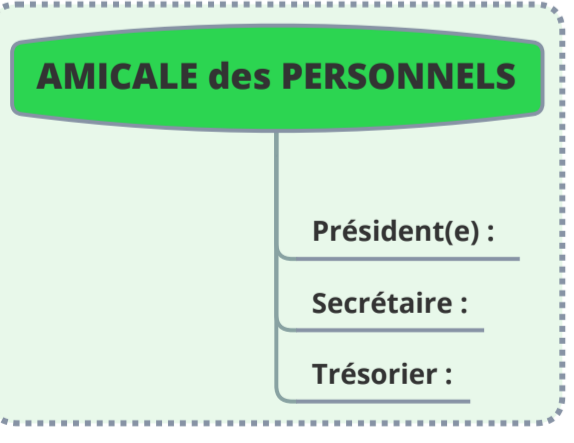 AMICALE des PERSONNELS
Président(e) :
Secrétaire :
Trésorier :